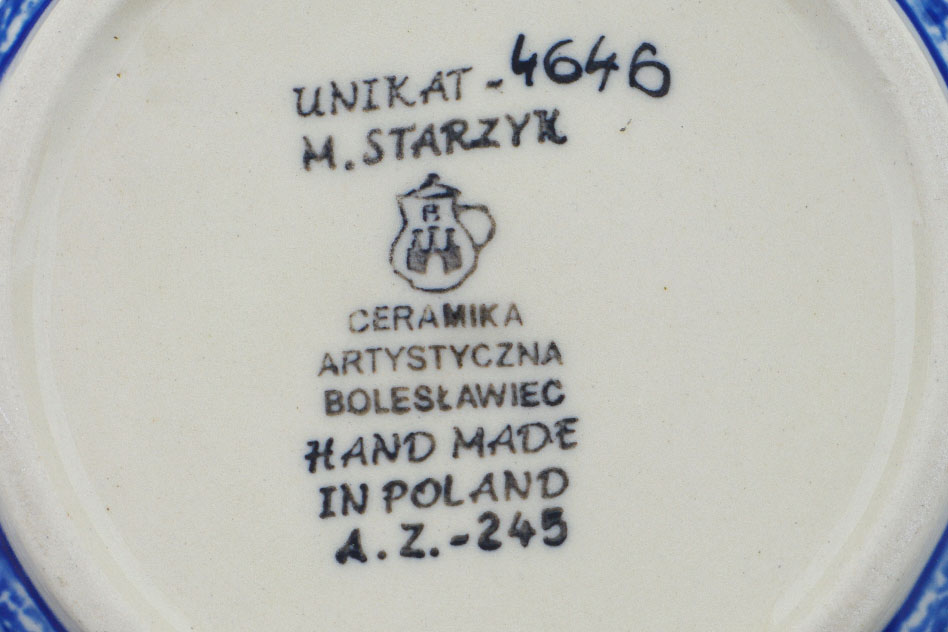 UNIKAT - 4646
M. STARZYK
B
CERAMIKA
ARTYSTYCZNA
BOLESŁAWIEC
HAND MADE
IN POLAND
A.Z.-245